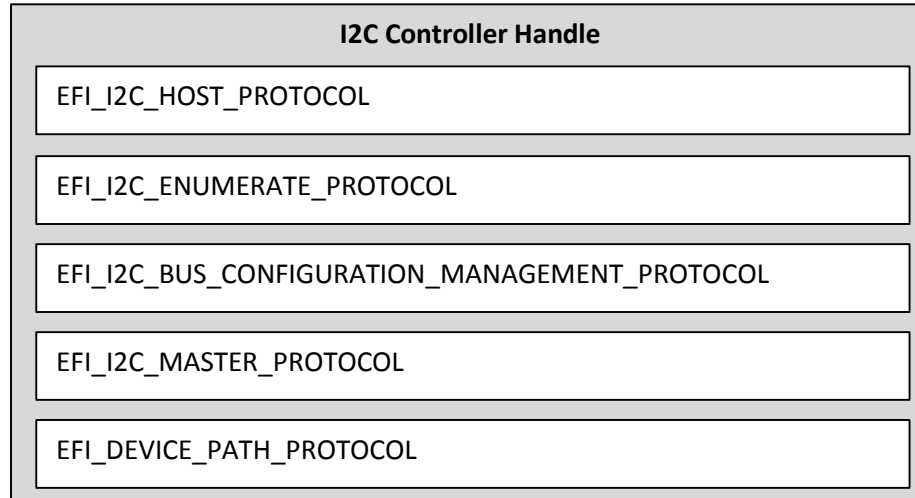 I2C Controller Handle
EFI_I2C_HOST_PROTOCOL
EFI_I2C_ENUMERATE_PROTOCOL
EFI_I2C_BUS_CONFIGURATION_MANAGEMENT_PROTOCOL
EFI_I2C_MASTER_PROTOCOL
EFI_DEVICE_PATH_PROTOCOL